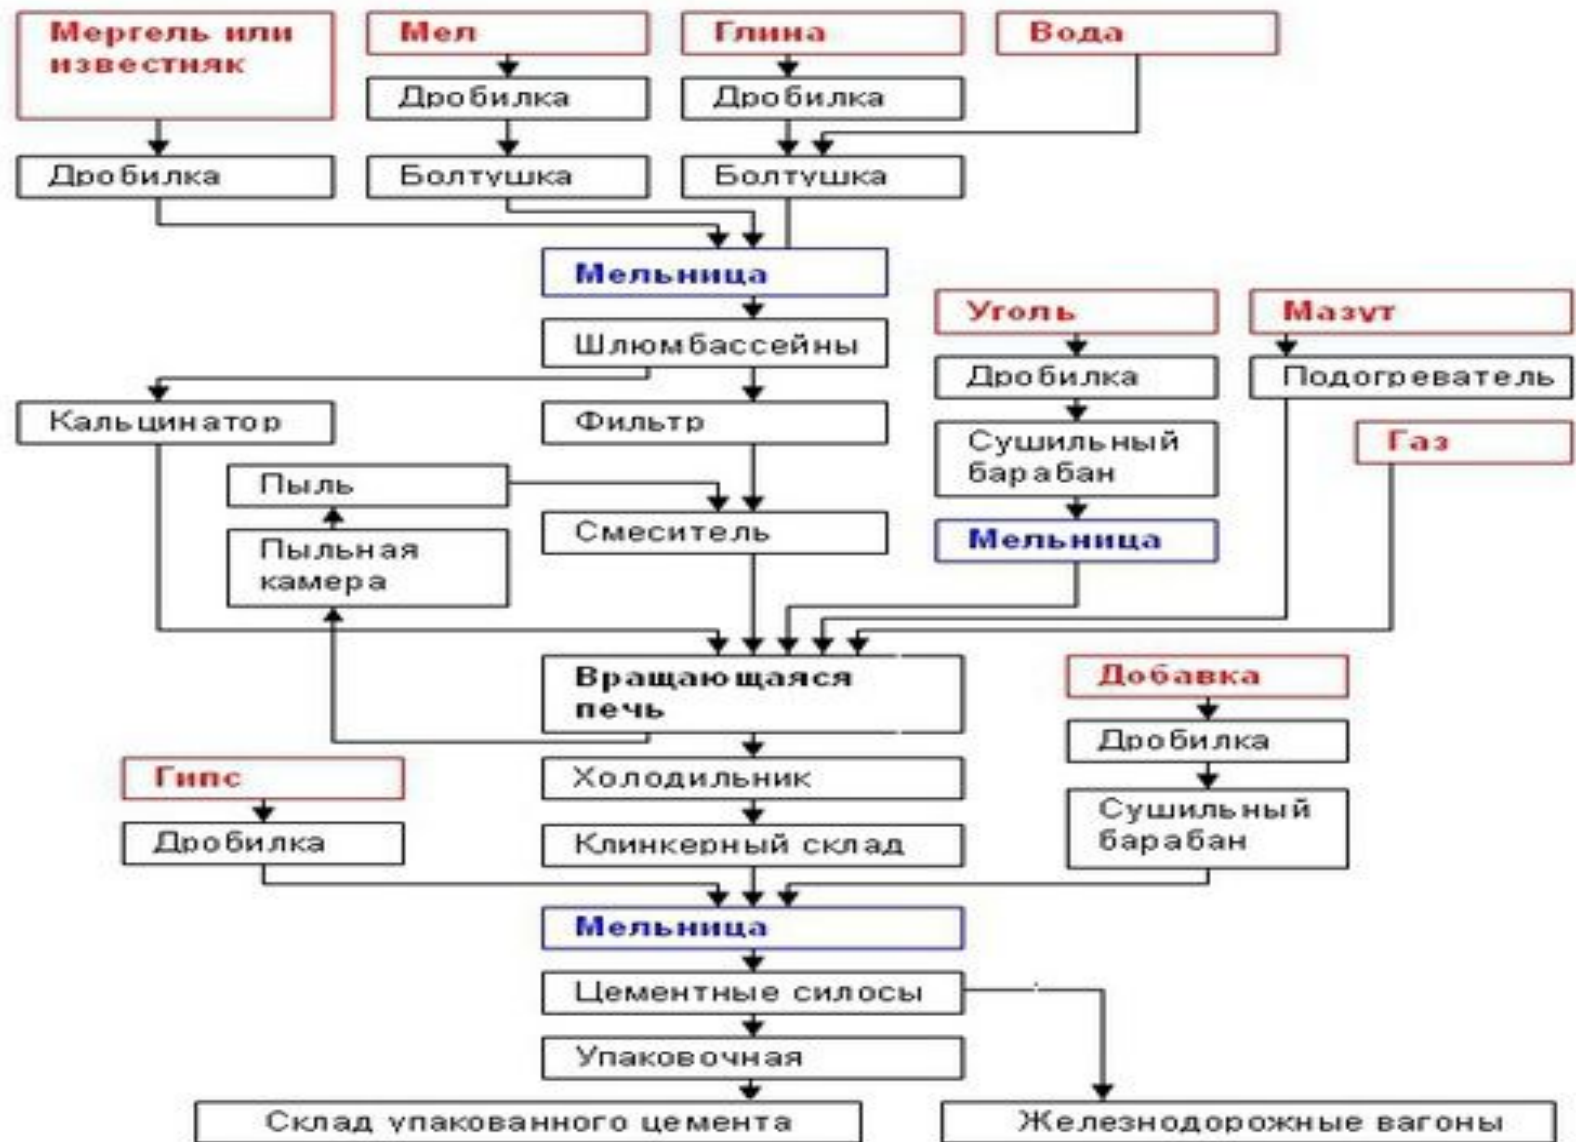 Мергель или
известняк
Мел
Глина
Вода
Дробилка
Дробилка
Дробилка
Болтушка
Болтушка
Мельница
Шлюмбассейны
Уголь
Мазут
Дробилка
Подогреватель
Кальцинатор
Фильтр
Сушильный
барабан
Газ
Пыль
Смеситель
Мельница
Пыльная
камера
Вращающаяся
печь
Добавка
Дробилка
Гипс
Холодильник
Сушильный
барабан
Дробилка
Клинкерный склад
Мельница
Цементные силосы
Упаковочная
Склад упакованного цемента
Железнодорожные вагоны